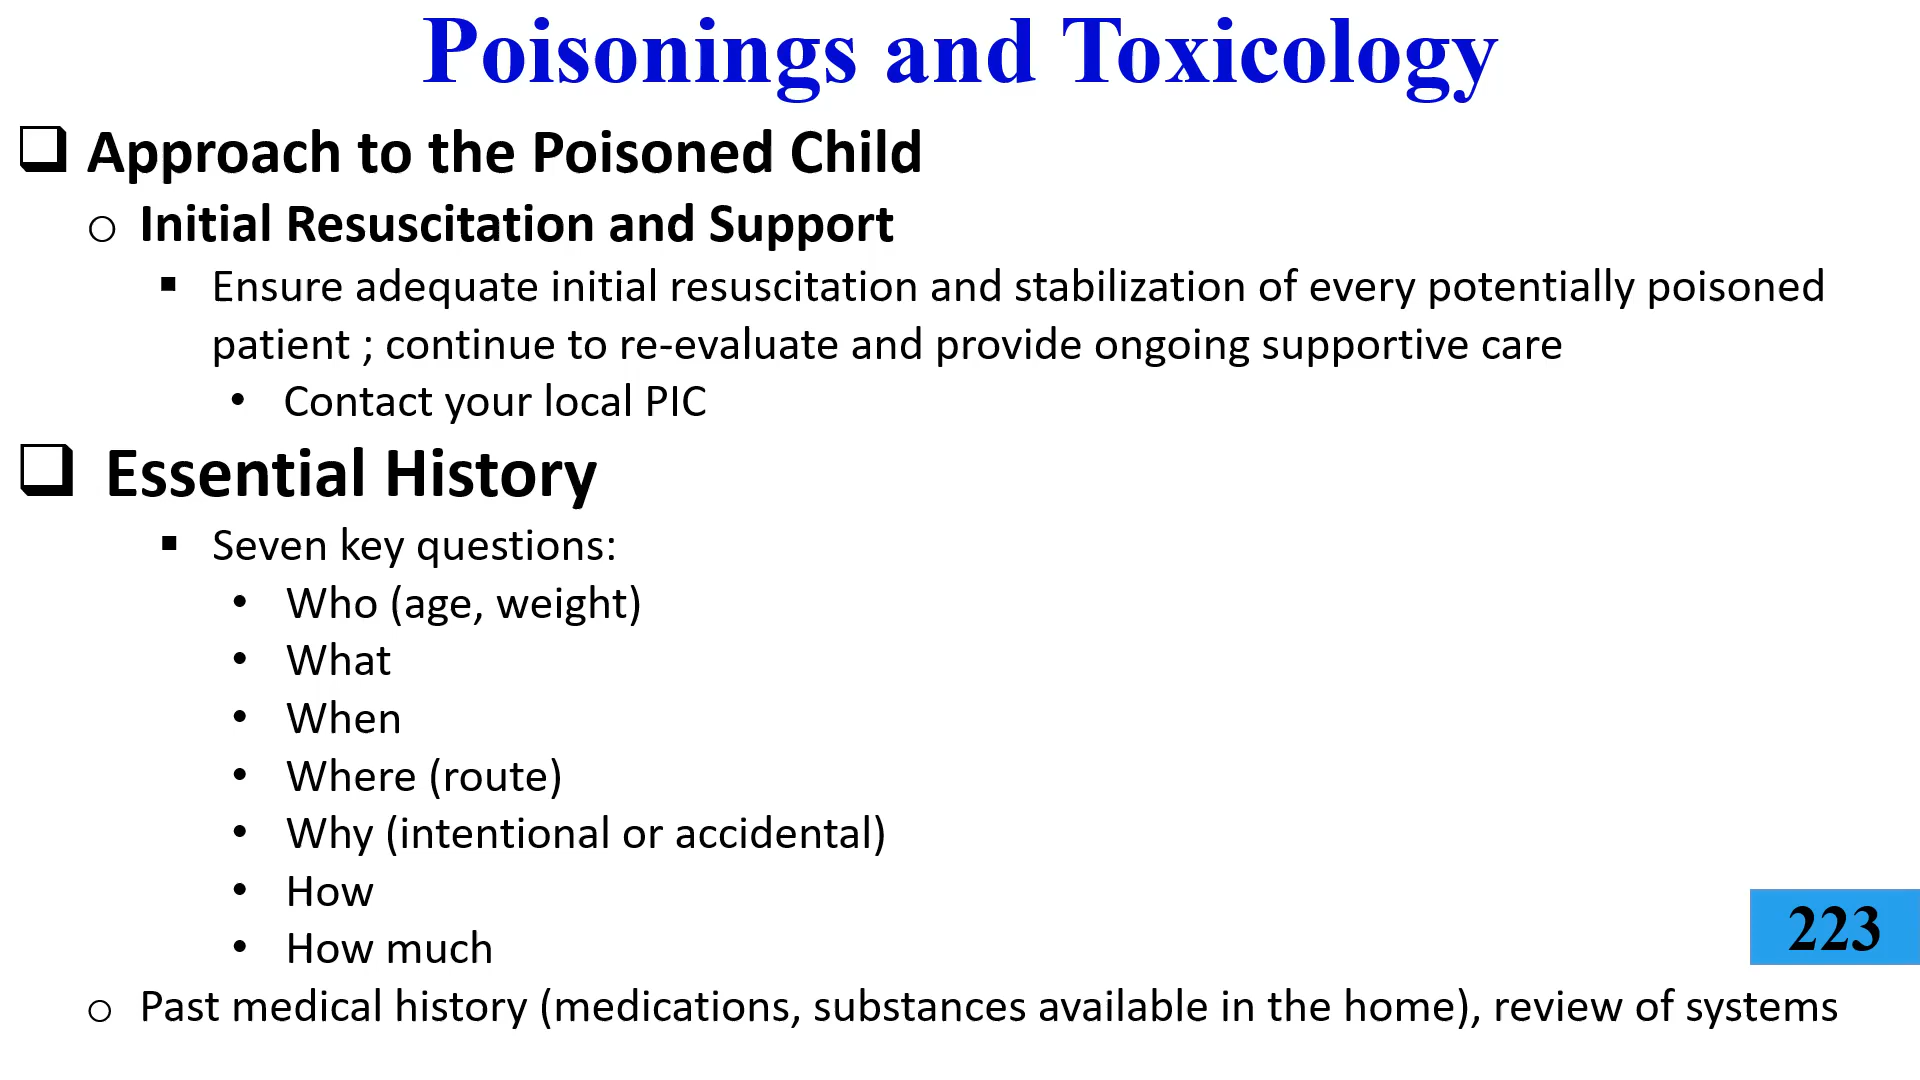 Poisonings and Toxicology
❑ Approach to the Poisoned Child
o Initial Resuscitation and Support
▪ Ensure adequate initial resuscitation and stabilization of every potentially poisoned
patient ; continue to re-evaluate and provide ongoing supportive care
• Contact your local PIC
❑ Essential History
▪ Seven key questions:
• Who (age, weight)
• What
• When
• Where (route)
• Why (intentional or accidental)
• How
• How much
223
o Past medical history (medications, substances available in the home), review of systems